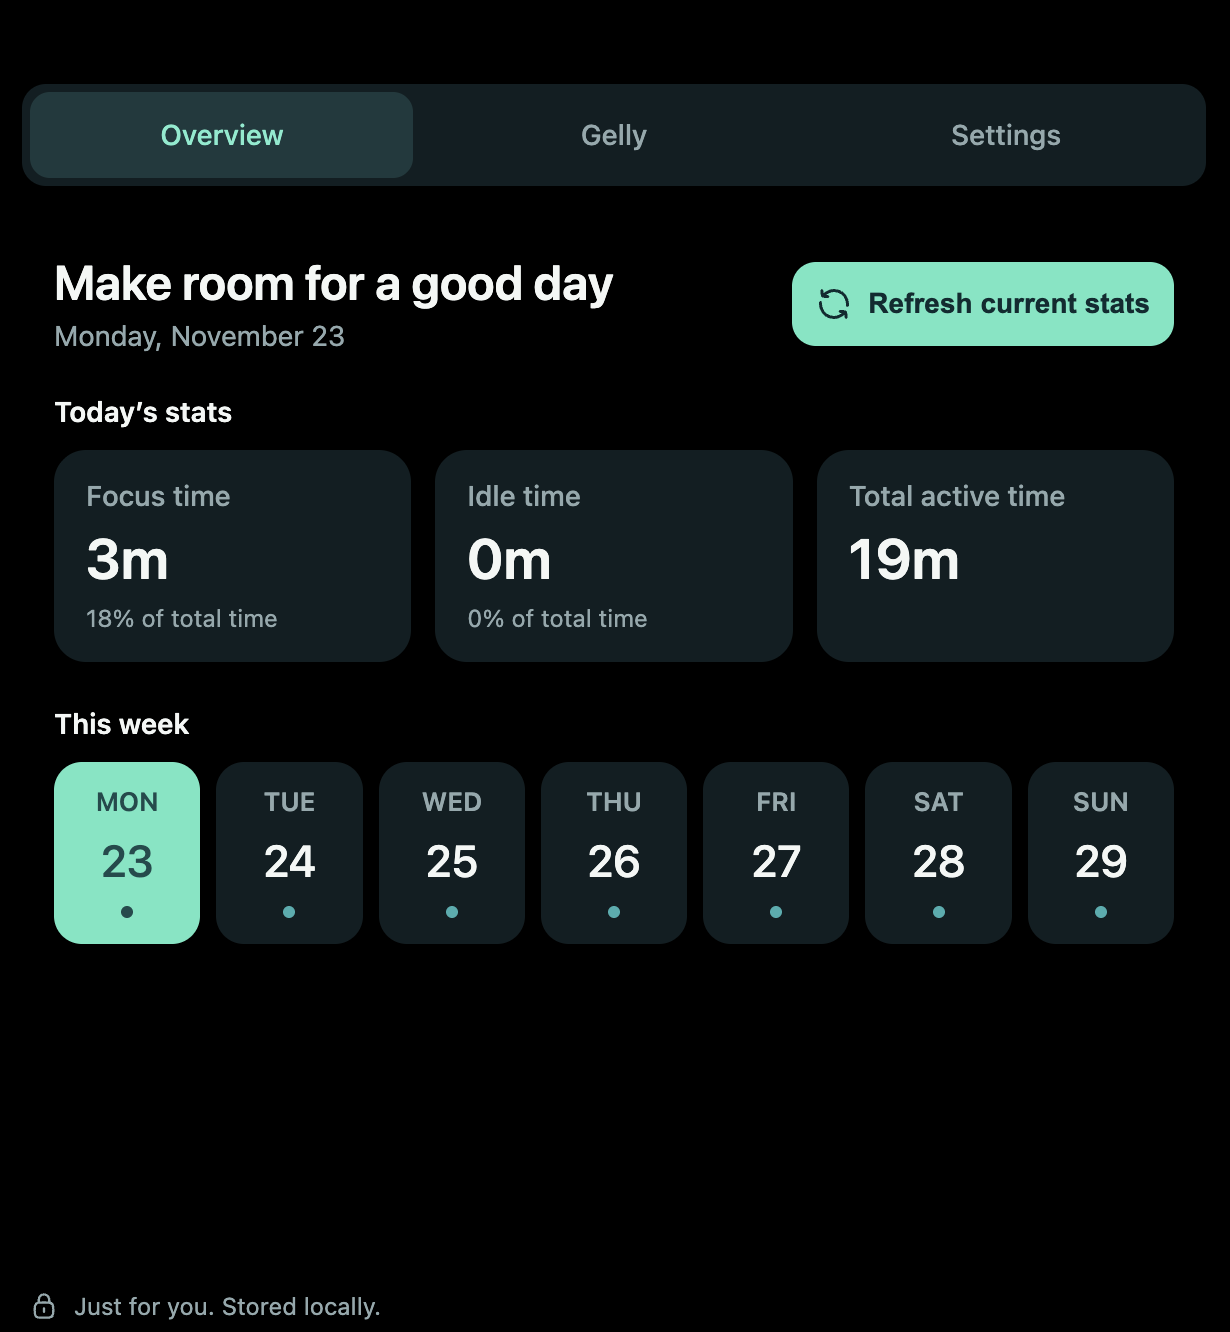 Overview
Gelly
Settings
Make room for a good day
Monday, November 23
Refresh current stats
Today’s stats
Focus time
3m
18% of total time
Idle time
0m
0% of total time
Total active time
19m
This week
MON
23
TUE
24
WED
25
THU
26
FRI
27
SAT
28
SUN
29
Just for you. Stored locally.